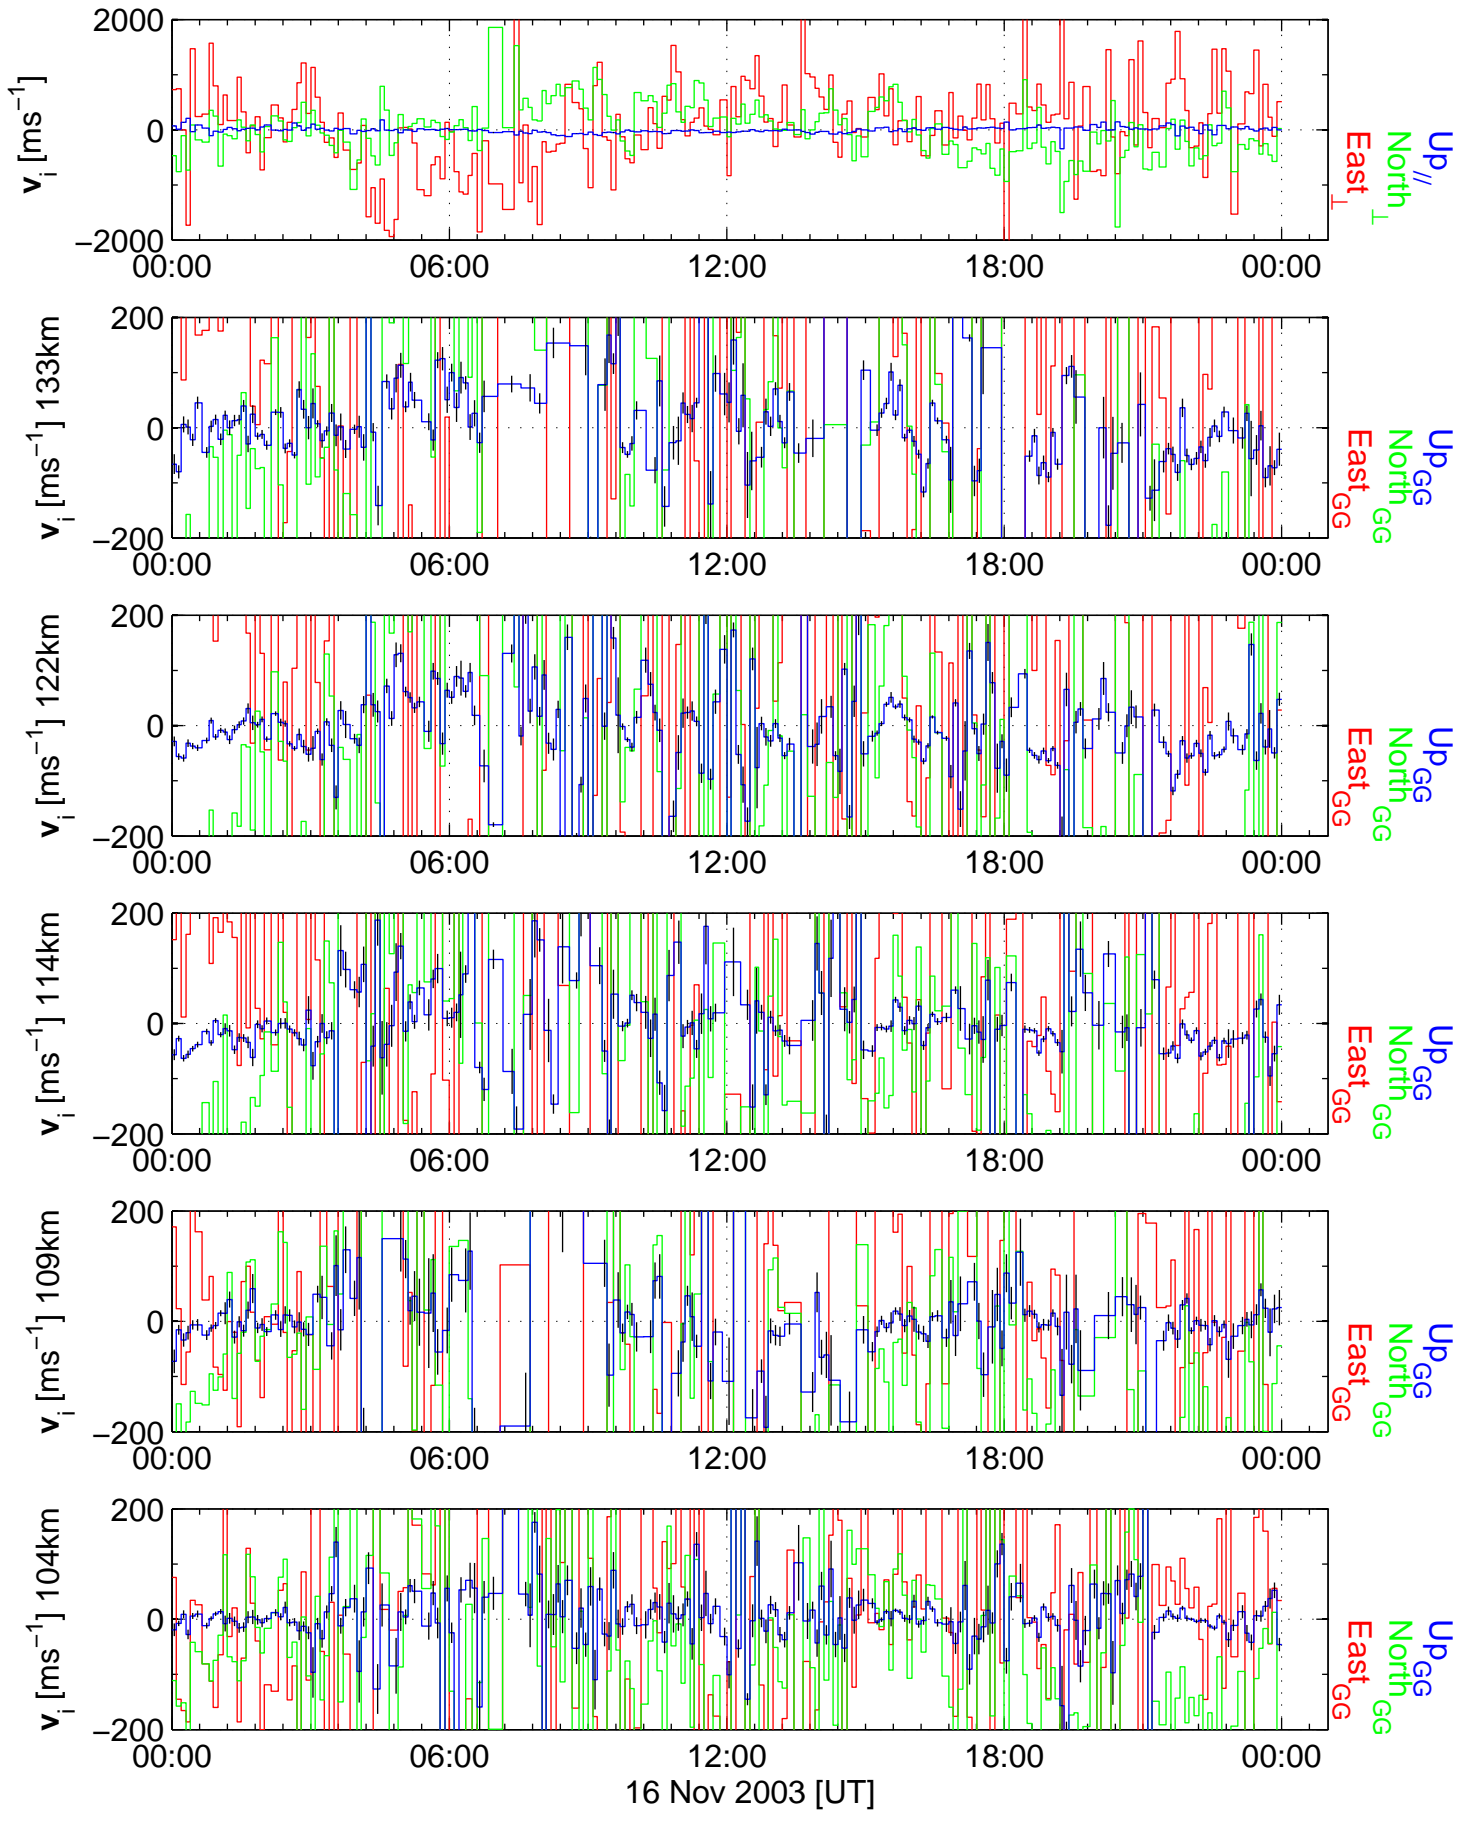 2000
0
−2000
v_i [ms^−1]
00:00 06:00 12:00 18:00 00:00
Up_//
North_⊥
East_⊥
200
0
−200
v_i [ms^−1] 133km
00:00 06:00 12:00 18:00 00:00
Up_GG
North_GG
East_GG
200
0
−200
v_i [ms^−1] 122km
00:00 06:00 12:00 18:00 00:00
Up_GG
North_GG
East_GG
200
0
−200
v_i [ms^−1] 114km
00:00 06:00 12:00 18:00 00:00
Up_GG
North_GG
East_GG
200
0
−200
v_i [ms^−1] 109km
00:00 06:00 12:00 18:00 00:00
Up_GG
North_GG
East_GG
200
0
−200
v_i [ms^−1] 104km
00:00 06:00 12:00 18:00 00:00
Up_GG
North_GG
East_GG
16 Nov 2003 [UT]